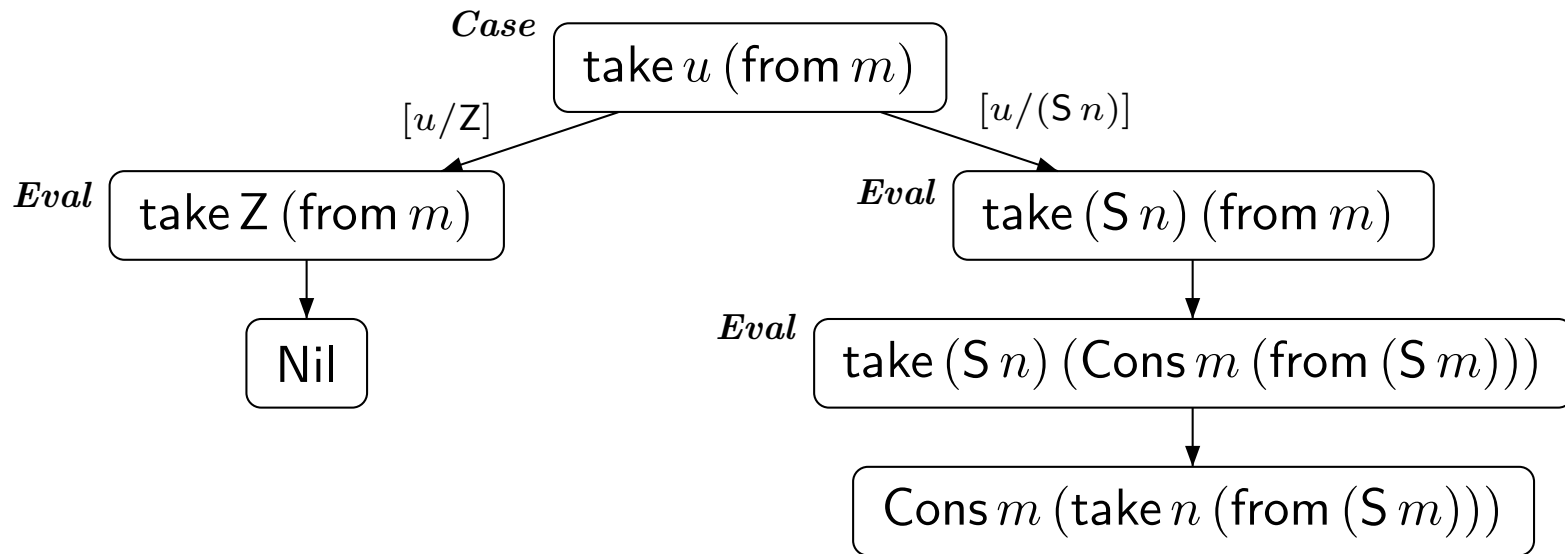 Case
take u (from m)
[u/Z]
[u/(S n)]
Eval
take Z (from m)
Eval
take (S n) (from m)
Nil
Eval
take (S n) (Cons m (from (S m)))
Cons m (take n (from (S m)))